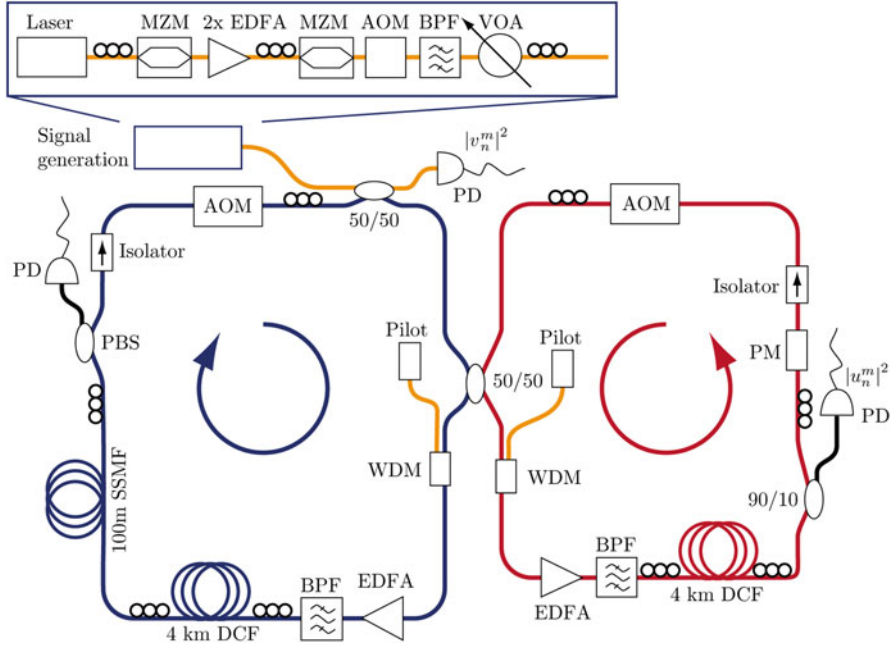 Laser
MZM
2x EDFA
MZM
AOM
BPF
VOA
Signal
generation
|v_n^m|^2
PD
50/50
AOM
AOM
PD
Isolator
Isolator
PBS
Pilot
Pilot
50/50
PM
|u_n^m|^2
PD
WDM
WDM
90/10
100m SSMF
BPF
EDFA
4 km DCF
EDFA
BPF
4 km DCF